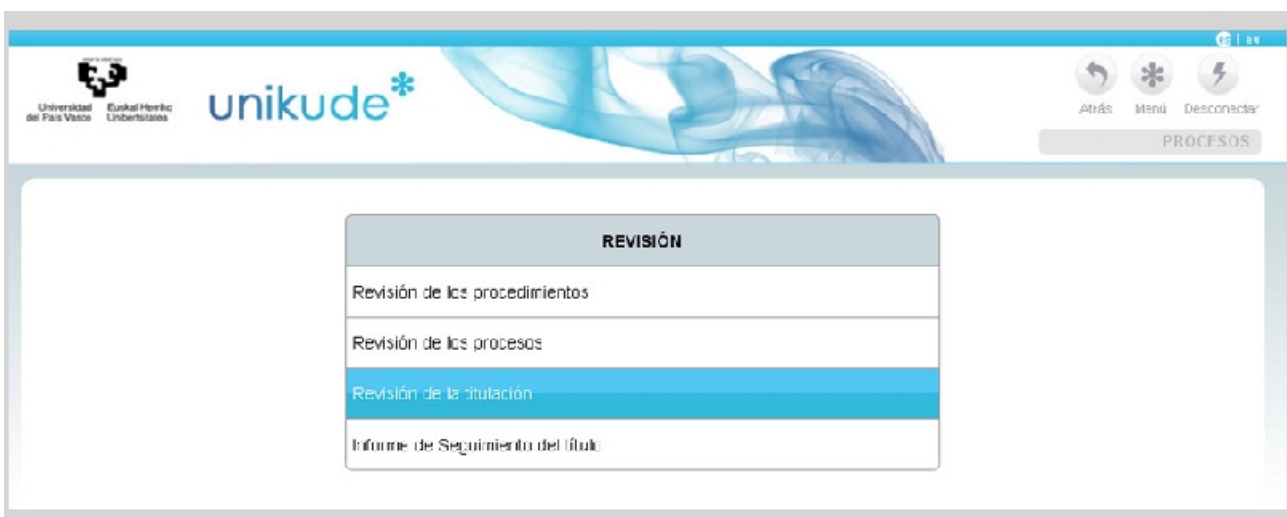 es | eu
Universidad del País Vasco
Euskal Herriko Unibertsitatea
unikude*
Atrás Menú Desconectar
PROCESOS
REVISIÓN
Revisión de los procedimientos
Revisión de los procesos
Revisión de la titulación
Informe de Seguimiento del título